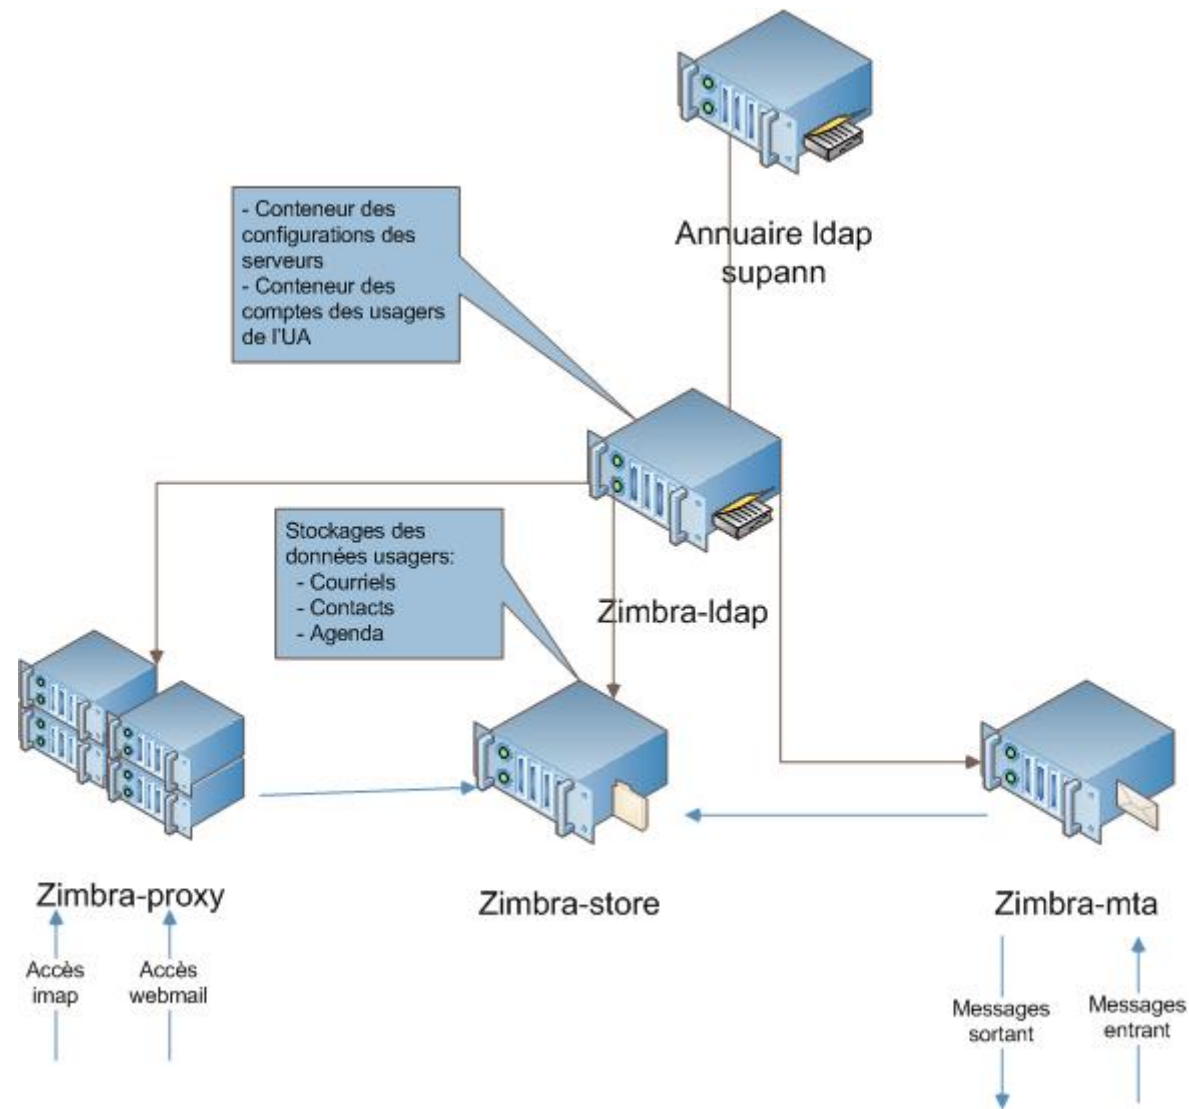 Annuaire ldap
supann
- Conteneur des
configurations des
serveurs
- Conteneur des
comptes des usagers
de l'UA
Stockages des
données usagers:
- Courriels
- Contacts
- Agenda
Zimbra-ldap
Zimbra-proxy
Zimbra-store
Zimbra-mta
Accès
imap
Accès
webmail
Messages
sortant
Messages
entrant